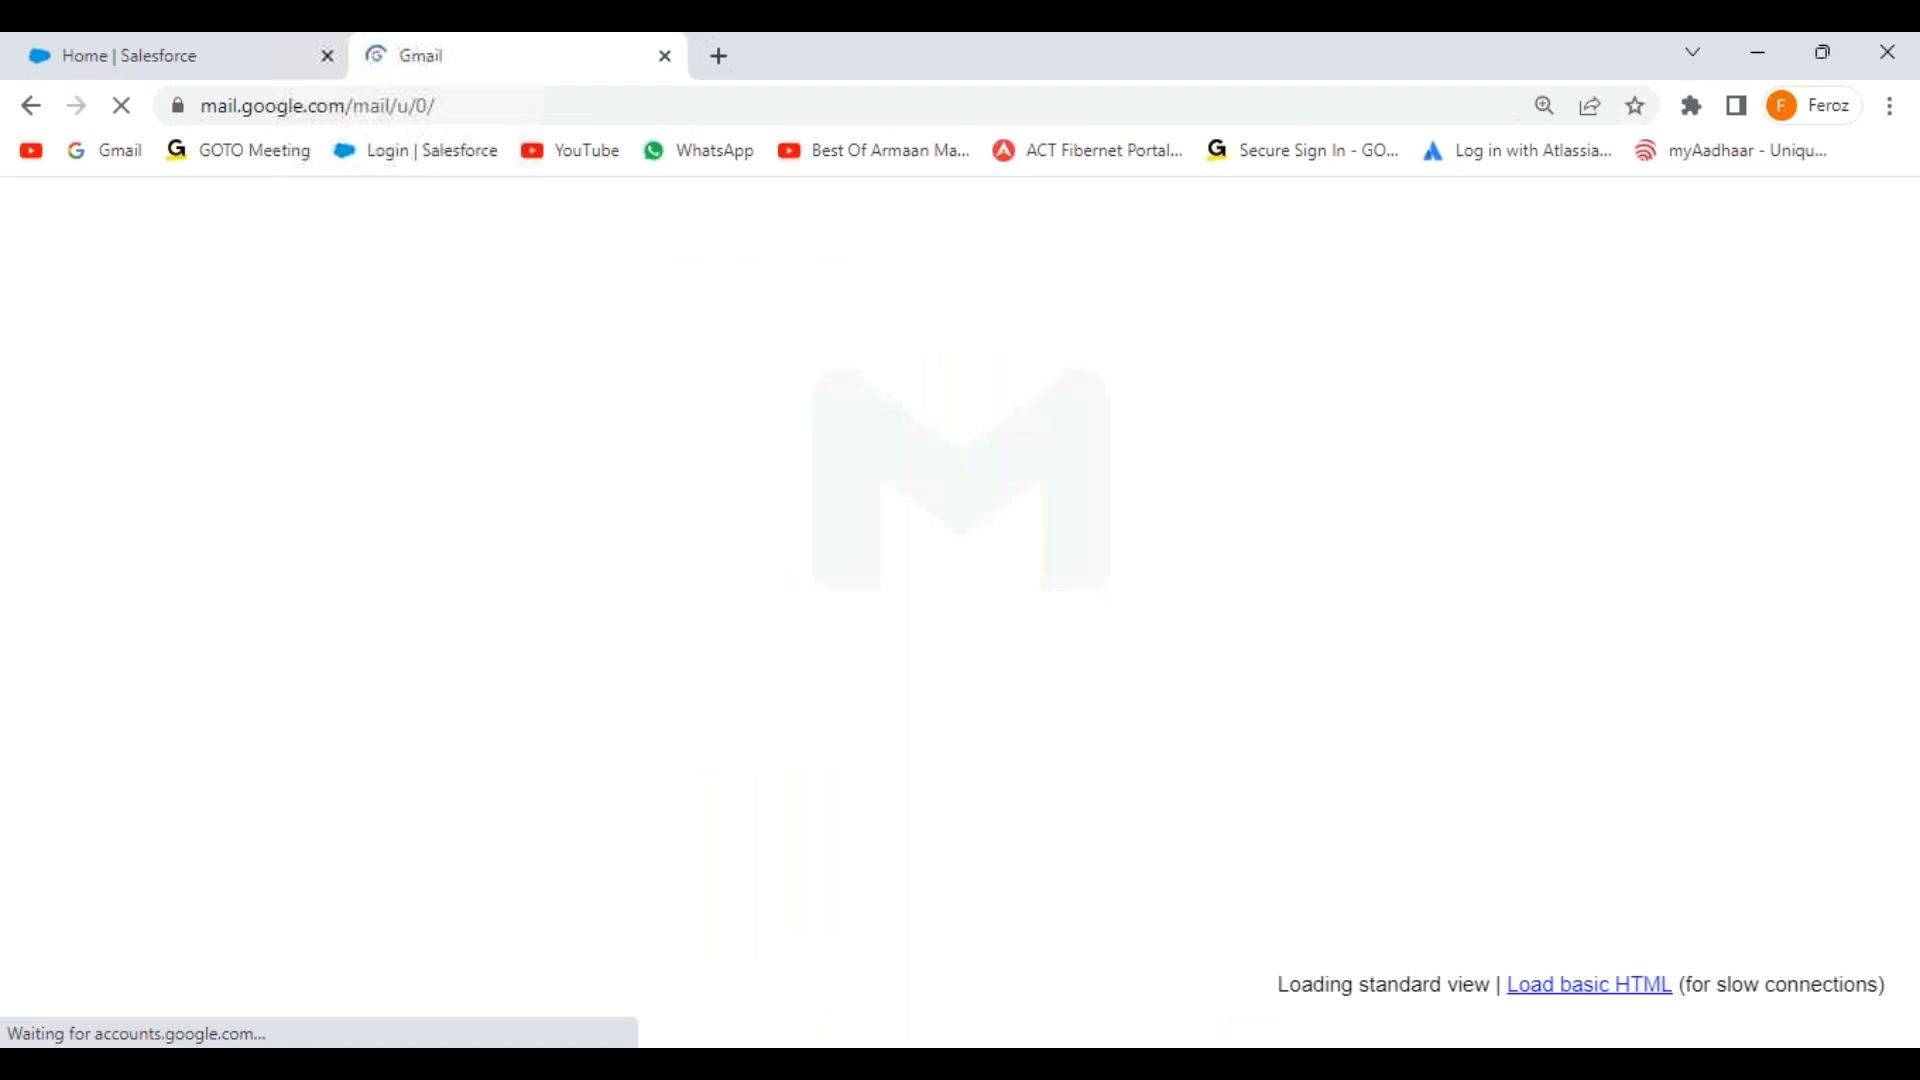 Home | Salesforce
Gmail
mail.google.com/mail/u/0/
F Feroz
Gmail
GOTO Meeting
Login | Salesforce
YouTube
WhatsApp
Best Of Armaan Ma...
ACT Fibernet Portal...
Secure Sign In - GO...
Log in with Atlassia...
myAadhaar - Uniqu...
Loading standard view | Load basic HTML (for slow connections)
Waiting for accounts.google.com...